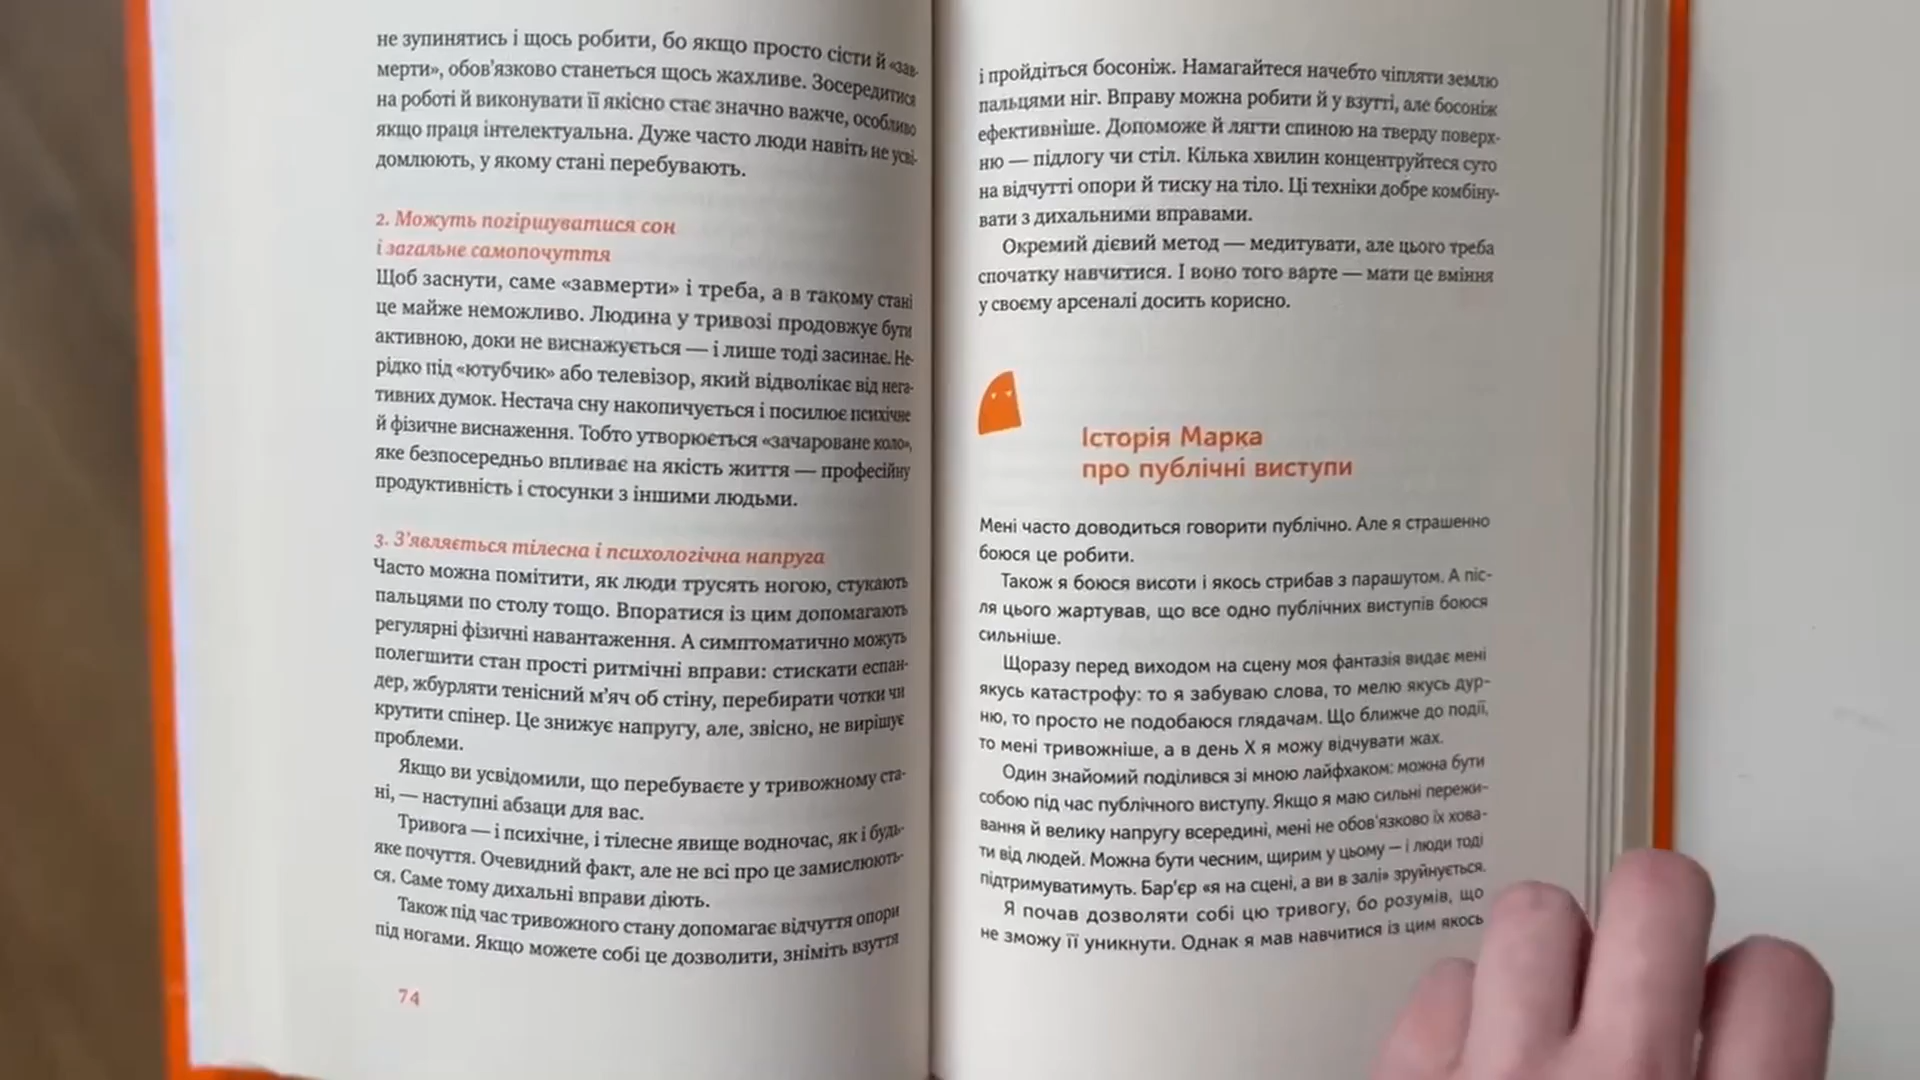 не зупинятись і щось робити, бо якщо просто сісти й «зав-
мерти», обов’язково станеться щось жахливе. Зосередитися
на роботі й виконувати її якісно стає значно важче, особливо
якщо праця інтелектуальна. Дуже часто люди навіть не усві-
домлюють, у якому стані перебувають.
2. Можуть погіршуватися сон
і загальне самопочуття
Щоб заснути, саме «завмерти» і треба, а в такому стані
це майже неможливо. Людина у тривозі продовжує бути
активною, доки не виснажується — і лише тоді засинає. Не-
рідко під «ютубчик» або телевізор, який відволікає від нега-
тивних думок. Нестача сну накопичується і посилює психічне
й фізичне виснаження. Тобто утворюється «зачароване коло»,
яке безпосередньо впливає на якість життя — професійну
продуктивність і стосунки з іншими людьми.
3. З’являється тілесна і психологічна напруга
Часто можна помітити, як люди трусять ногою, стукають
пальцями по столу тощо. Впоратися із цим допомагають
регулярні фізичні навантаження. А симптоматично можуть
полегшити стан прості ритмічні вправи: стискати еспан-
дер, жбурляти тенісний м’яч об стіну, перебирати чотки чи
крутити спінер. Це знижує напругу, але, звісно, не вирішує
проблеми.
Якщо ви усвідомили, що перебуваєте у тривожному ста-
ні, — наступні абзаци для вас.
Тривога — і психічне, і тілесне явище водночас, як і будь-
яке почуття. Очевидний факт, але не всі про це замислюють-
ся. Саме тому дихальні вправи діють.
Також під час тривожного стану допомагає відчуття опори
під ногами. Якщо можете собі це дозволити, зніміть взуття
74
і пройдіться босоніж. Намагайтеся начебто чіпляти землю
пальцями ніг. Вправу можна робити й у взутті, але босоніж
ефективніше. Допоможе й лягти спиною на тверду поверх-
ню — підлогу чи стіл. Кілька хвилин концентруйтеся суто
на відчутті опори й тиску на тіло. Ці техніки добре комбіну-
вати з дихальними вправами.
Окремий дієвий метод — медитувати, але цього треба
спочатку навчитися. І воно того варте — мати це вміння
у своєму арсеналі досить корисно.
Історія Марка
про публічні виступи
Мені часто доводиться говорити публічно. Але я страшенно
боюся це робити.
Також я боюся висоти і якось стрибав з парашутом. А піс-
ля цього жартував, що все одно публічних виступів боюся
сильніше.
Щоразу перед виходом на сцену моя фантазія видає мені
якусь катастрофу: то я забуваю слова, то мелю якусь дур-
ню, то просто не подобаюся глядачам. Що ближче до події,
то мені тривожніше, а в день Х я можу відчувати жах.
Один знайомий поділився зі мною лайфхаком: можна бути
собою під час публічного виступу. Якщо я маю сильні пережи-
вання й велику напругу всередині, мені не обов’язково їх хова-
ти від людей. Можна бути чесним, щирим у цьому — і люди тоді
підтримуватимуть. Бар’єр «я на сцені, а ви в залі» зруйнується.
Я почав дозволяти собі цю тривогу, бо розумів, що
не зможу її уникнути. Однак я мав навчитися із цим якось